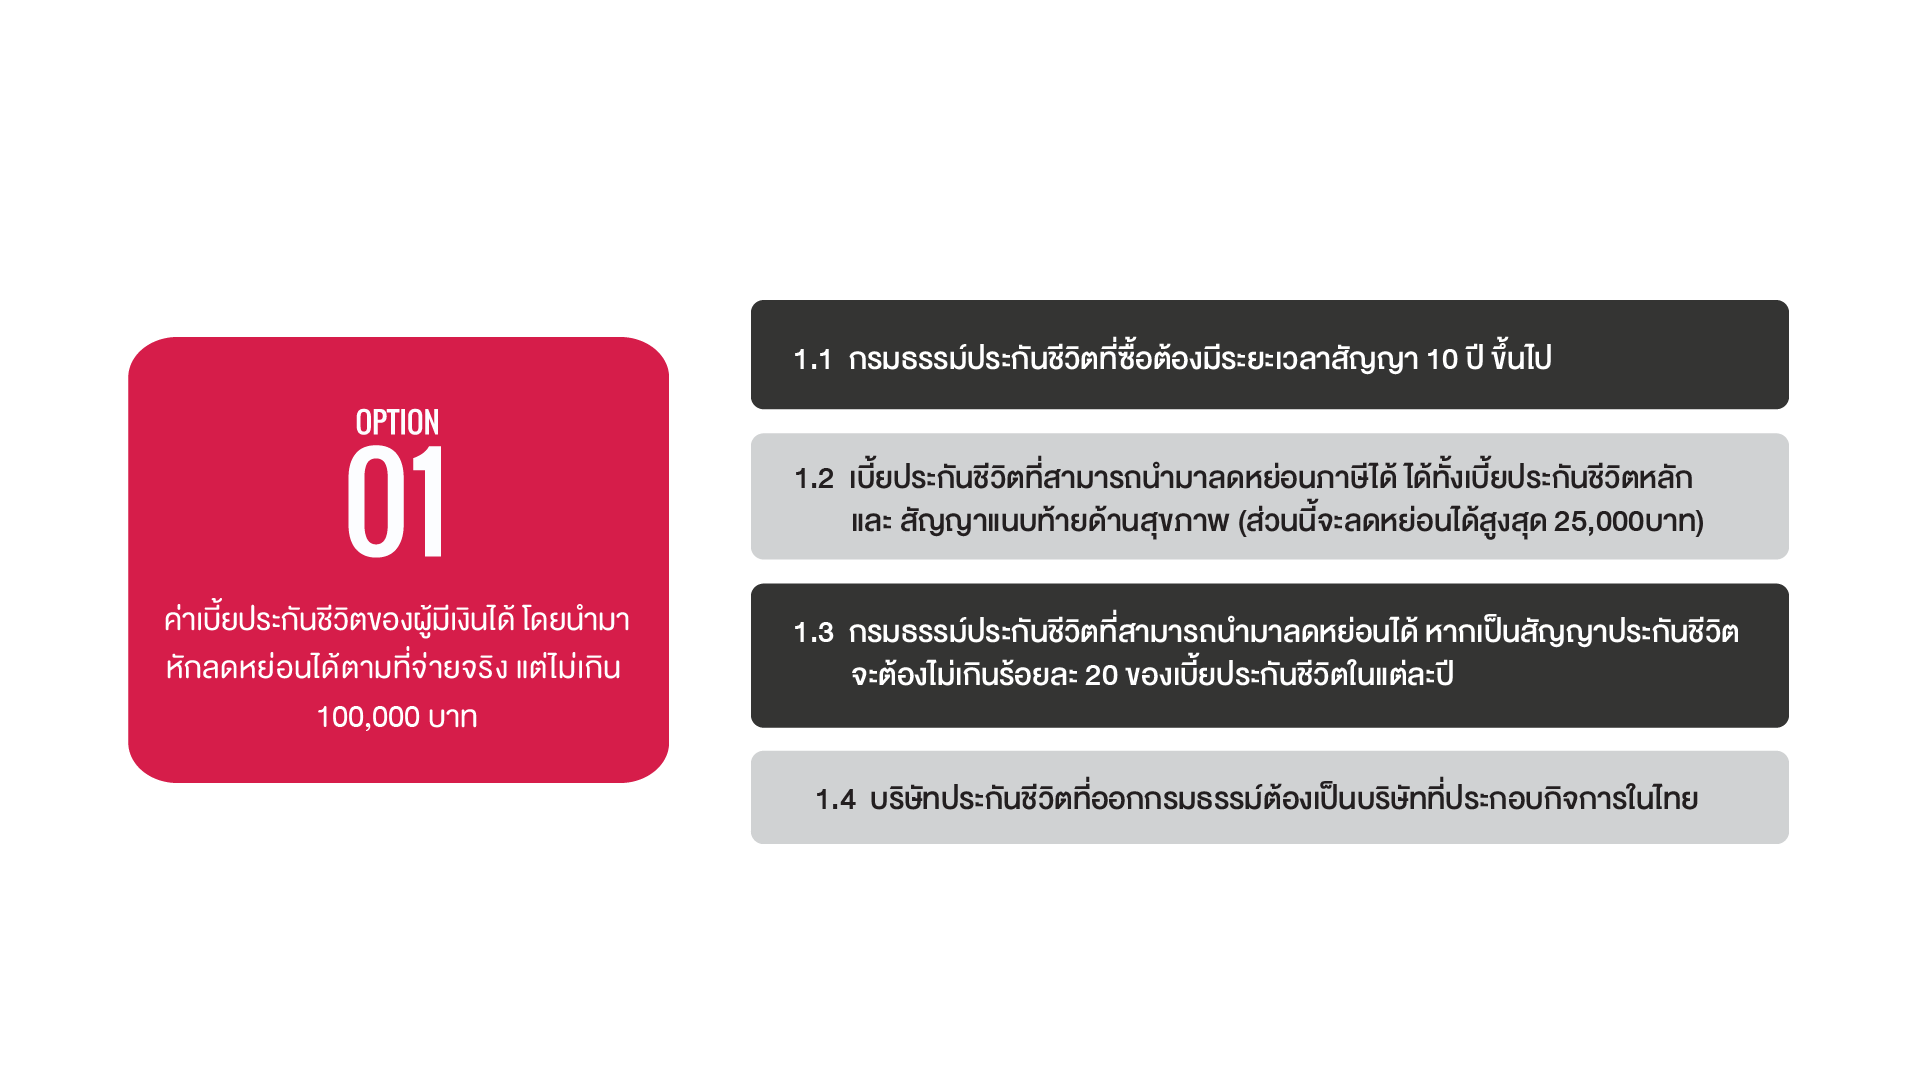 OPTION
01
ค่าเบี้ยประกันชีวิตของผู้มีเงินได้ โดยนำมา
หักลดหย่อนได้ตามที่จ่ายจริง แต่ไม่เกิน
100,000 บาท
1.1 กรมธรรม์ประกันชีวิตที่ซื้อต้องมีระยะเวลาสัญญา 10 ปี ขึ้นไป
1.2 เบี้ยประกันชีวิตที่สามารถนำมาลดหย่อนภาษีได้ ได้ทั้งเบี้ยประกันชีวิตหลัก
และ สัญญาแนบท้ายด้านสุขภาพ (ส่วนนี้จะลดหย่อนได้สูงสุด 25,000บาท)
1.3 กรมธรรม์ประกันชีวิตที่สามารถนำมาลดหย่อนได้ หากเป็นสัญญาประกันชีวิต
จะต้องไม่เกินร้อยละ 20 ของเบี้ยประกันชีวิตในแต่ละปี
1.4 บริษัทประกันชีวิตที่ออกกรมธรรม์ต้องเป็นบริษัทที่ประกอบกิจการในไทย